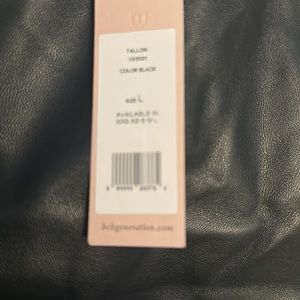 TALLON
COLOR BLACK
SIZE L
AVAILABLE IN
XXS XS S M L
bcbgeneration.com